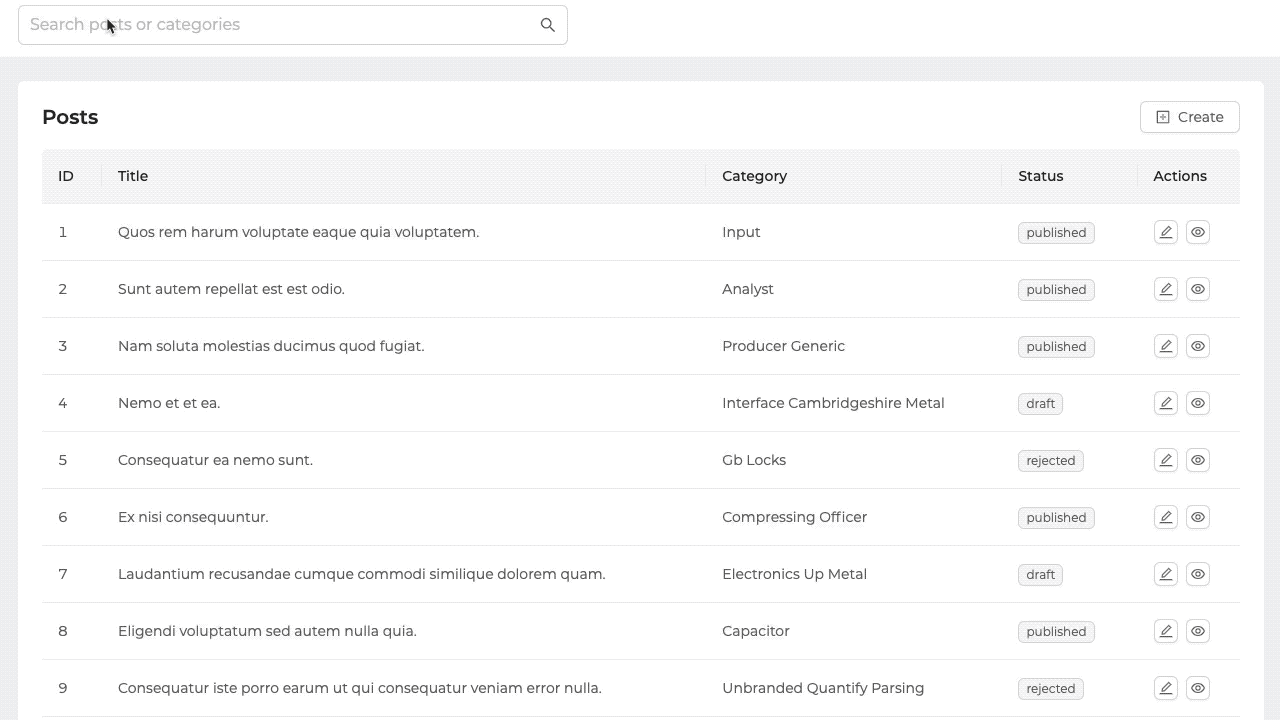 Search posts or categories
Posts
Create
ID Title Category Status Actions
1 Quos rem harum voluptate eaque quia voluptatem. Input published
2 Sunt autem repellat est est odio. Analyst published
3 Nam soluta molestias ducimus quod fugiat. Producer Generic published
4 Nemo et et ea. Interface Cambridgeshire Metal draft
5 Consequatur ea nemo sunt. Gb Locks rejected
6 Ex nisi consequuntur. Compressing Officer published
7 Laudantium recusandae cumque commodi similique dolorem quam. Electronics Up Metal draft
8 Eligendi voluptatum sed autem nulla quia. Capacitor published
9 Consequatur iste porro earum ut qui consequatur veniam error nulla. Unbranded Quantify Parsing rejected